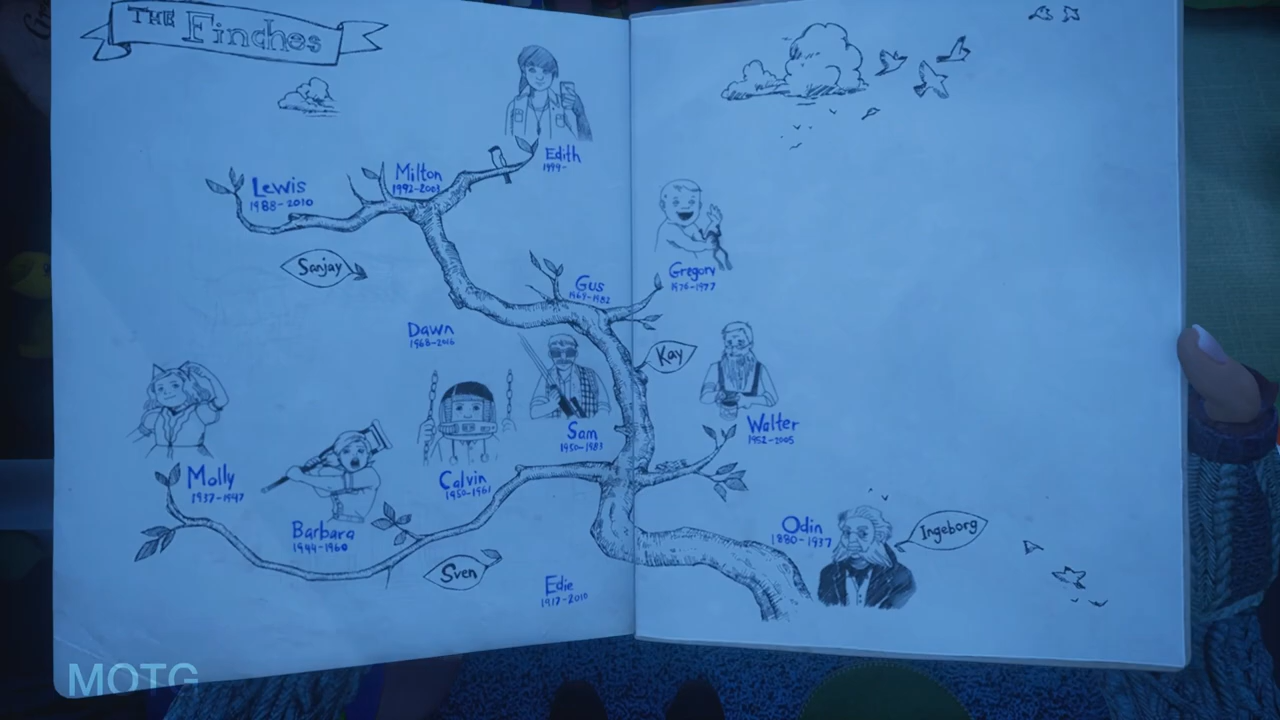 THE Finches
Edith
1999-
Lewis
1988-2010
Milton
1992-2003
Sanjay
Gus
1969-1982
Gregory
1976-1977
Dawn
1968-2016
Kay
Sam
1950-1983
Walter
1952-2005
Molly
1937-1947
Calvin
1950-1961
Barbara
1944-1960
Sven
Edie
1917-2010
Odin
1880-1937
Ingeborg
MOTG